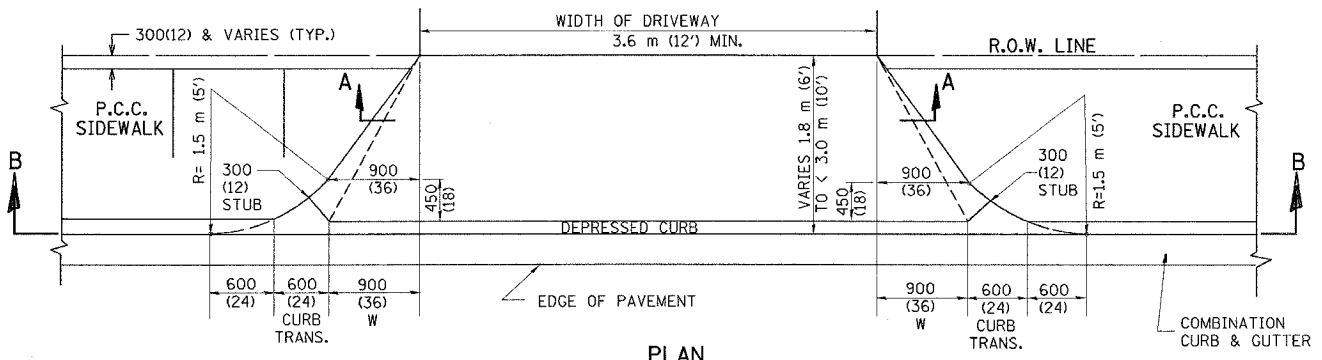 WIDTH OF DRIVEWAY
3.6 m (12') MIN.
300(12) & VARIES (TYP.)
R.O.W. LINE
A
A
P.C.C.
SIDEWALK
P.C.C.
SIDEWALK
R= 1.5 m (5')
300
(12)
STUB
900
(36)
450
(18)
VARIES 1.8 m (6')
TO < 3.0 m (10')
900
(36)
450
(18)
300
(12)
STUB
R=1.5 m (5')
B
B
DEPRESSED CURB
600
(24)
600
(24)
CURB
TRANS.
900
(36)
W
EDGE OF PAVEMENT
900
(36)
W
600
(24)
CURB
TRANS.
600
(24)
COMBINATION
CURB & GUTTER
PLAN